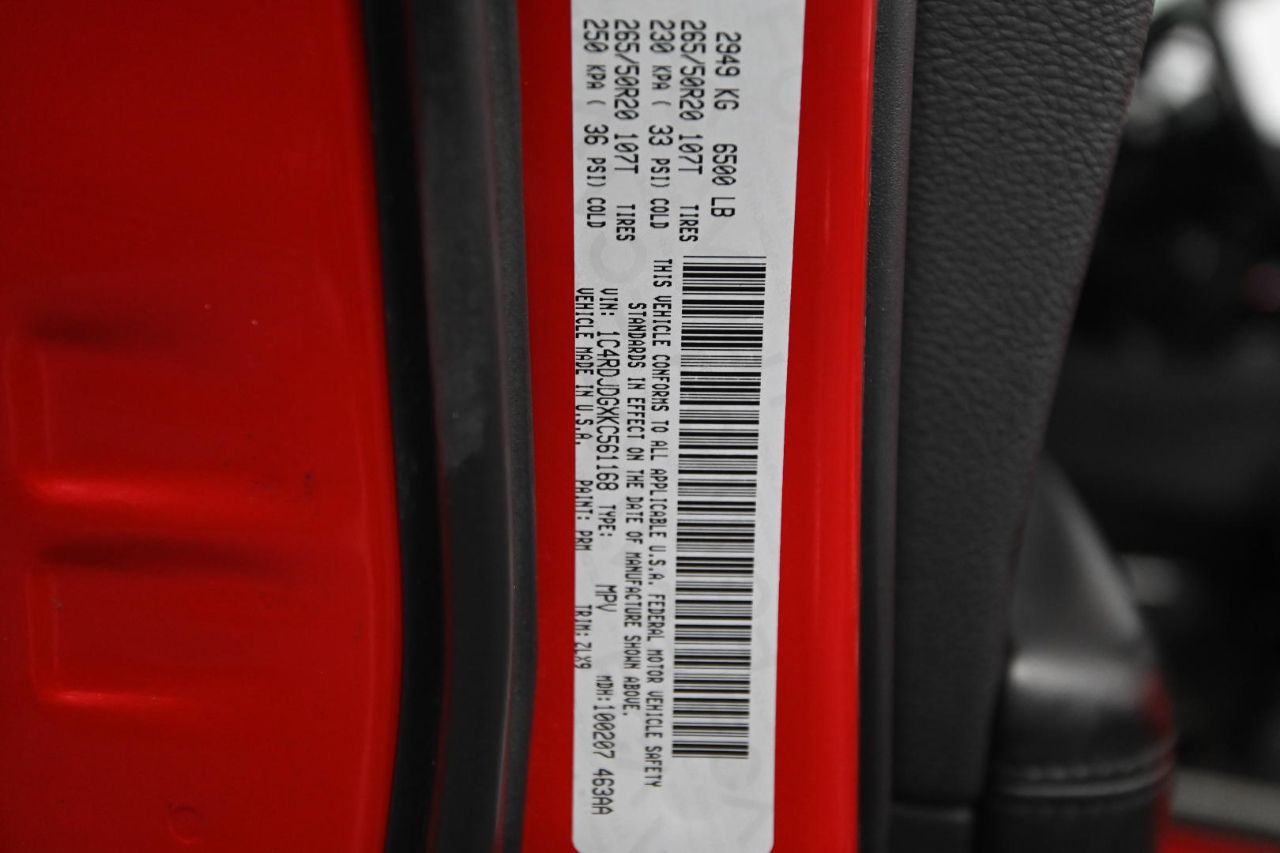 2949 KG 6500 LB
265/50R20 107T TIRES
230 KPA ( 33 PSI) COLD
265/50R20 107T TIRES
250 KPA ( 36 PSI) COLD
THIS VEHICLE CONFORMS TO ALL APPLICABLE U.S.A. FEDERAL MOTOR VEHICLE SAFETY
STANDARDS IN EFFECT ON THE DATE OF MANUFACTURE SHOWN ABOVE.
VIN: 1C4RDJDGXKC561168 TYPE: MPV MDH:100207 463AA
VEHICLE MADE IN U.S.A. PAINT: PRM TRIM: ZLX9